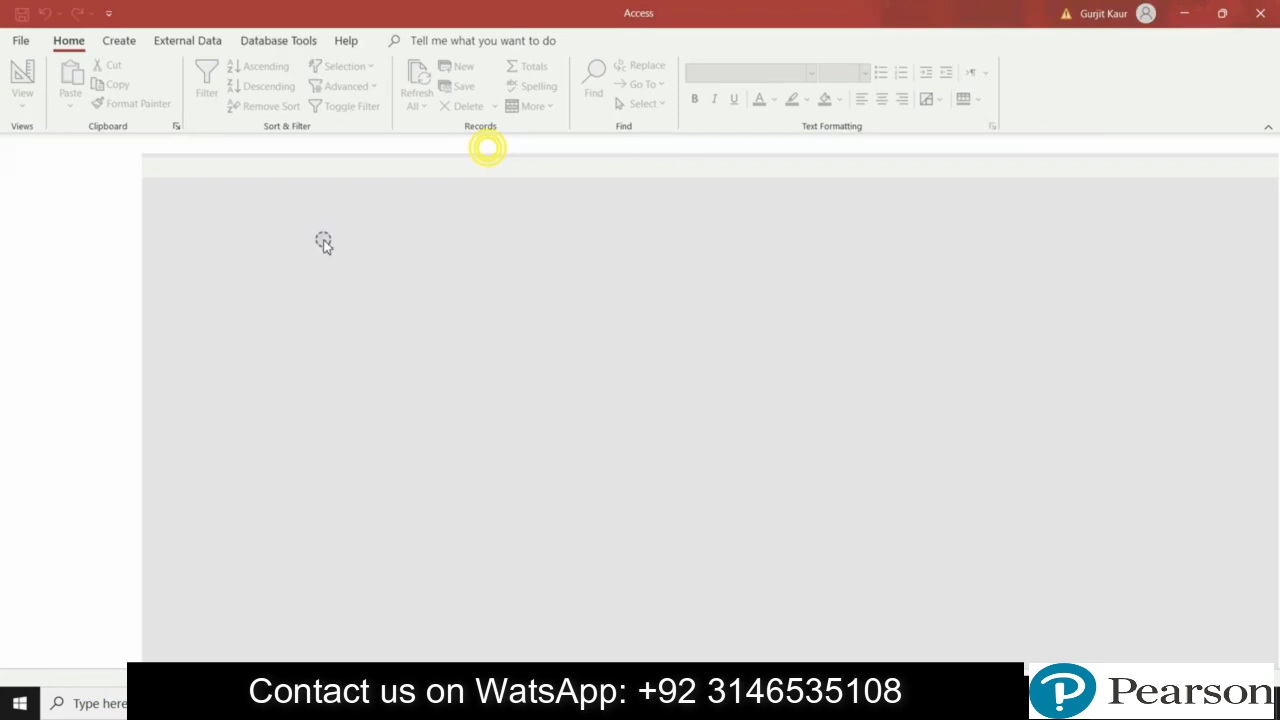 Access
Gurjit Kaur
File Home Create External Data Database Tools Help Tell me what you want to do
View
Views
Paste
Cut
Copy
Format Painter
Clipboard
Filter
Ascending
Descending
Remove Sort
Selection
Advanced
Toggle Filter
Sort & Filter
Refresh
All
New
Save
Delete
Totals
Spelling
More
Records
Find
Replace
Go To
Select
Find
B I U A
Text Formatting
Type here
Contact us on WatsApp: +92 3146535108
Pearson